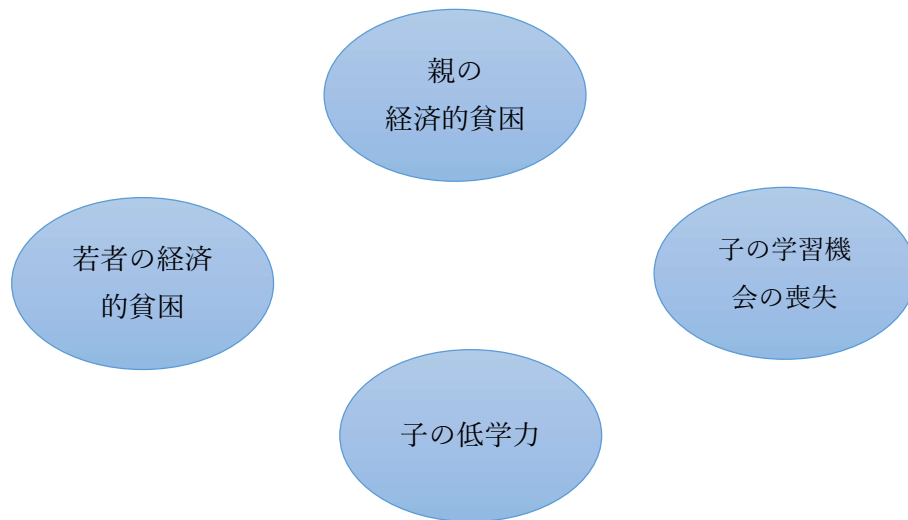 親の
経済的貧困
若者の経済
的貧困
子の学習機
会の喪失
子の低学力